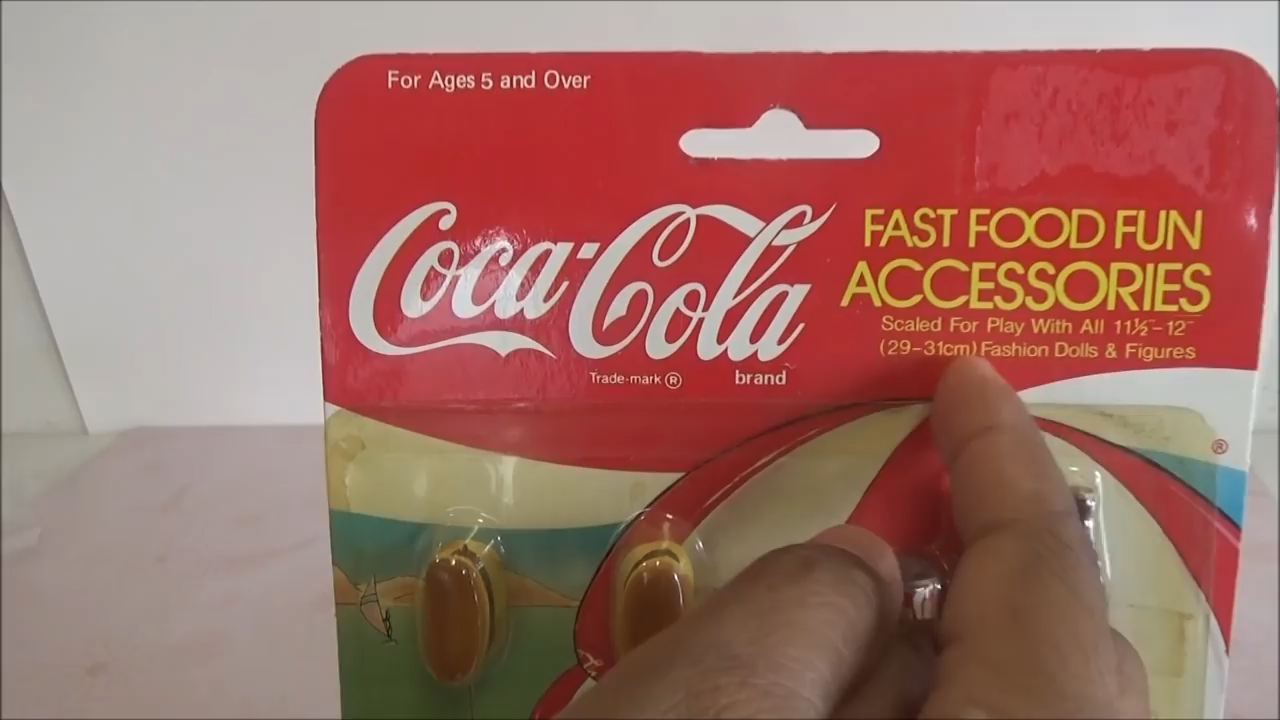 For Ages 5 and Over
Coca-Cola
Trade-mark ® brand
FAST FOOD FUN
ACCESSORIES
Scaled For Play With All 11½"-12"
(29-31cm) Fashion Dolls & Figures
®